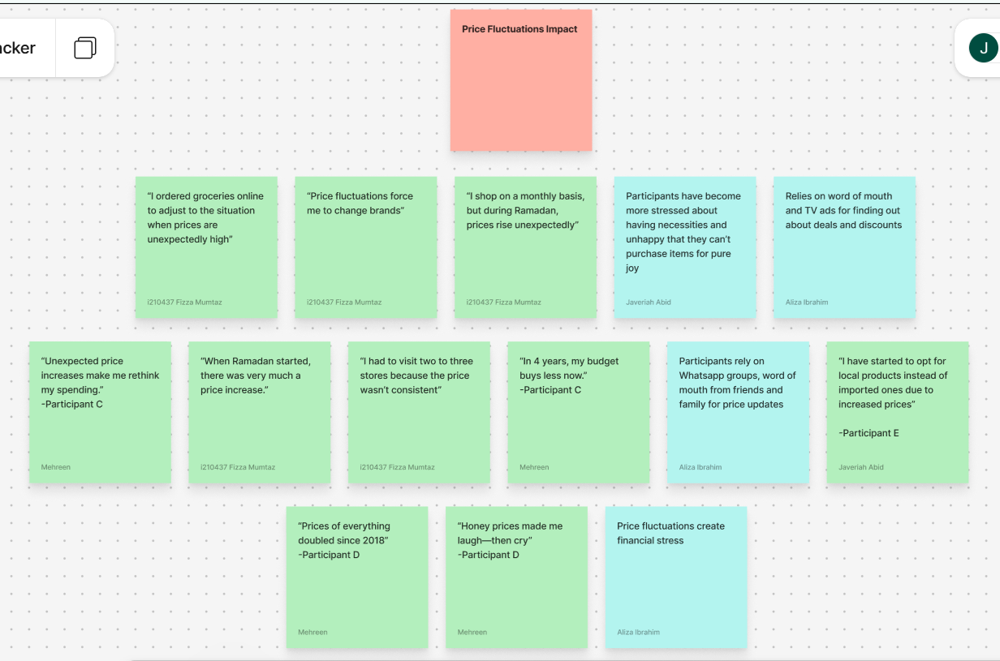 acker
J
Price Fluctuations Impact
“I ordered groceries online
to adjust to the situation
when prices are
unexpectedly high”
i210437 Fizza Mumtaz
“Price fluctuations force
me to change brands”
i210437 Fizza Mumtaz
“I shop on a monthly basis,
but during Ramadan,
prices rise unexpectedly”
i210437 Fizza Mumtaz
Participants have become
more stressed about
having necessities and
unhappy that they can’t
purchase items for pure
joy
Javeriah Abid
Relies on word of mouth
and TV ads for finding out
about deals and discounts
Aliza Ibrahim
“Unexpected price
increases make me rethink
my spending.”
-Participant C
Mehreen
“When Ramadan started,
there was very much a
price increase.”
i210437 Fizza Mumtaz
“I had to visit two to three
stores because the price
wasn’t consistent”
i210437 Fizza Mumtaz
“In 4 years, my budget
buys less now.”
-Participant C
Mehreen
Participants rely on
Whatsapp groups, word of
mouth from friends and
family for price updates
Aliza Ibrahim
“I have started to opt for
local products instead of
imported ones due to
increased prices”
-Participant E
Javeriah Abid
“Prices of everything
doubled since 2018”
-Participant D
Mehreen
“Honey prices made me
laugh—then cry”
-Participant D
Mehreen
Price fluctuations create
financial stress
Aliza Ibrahim